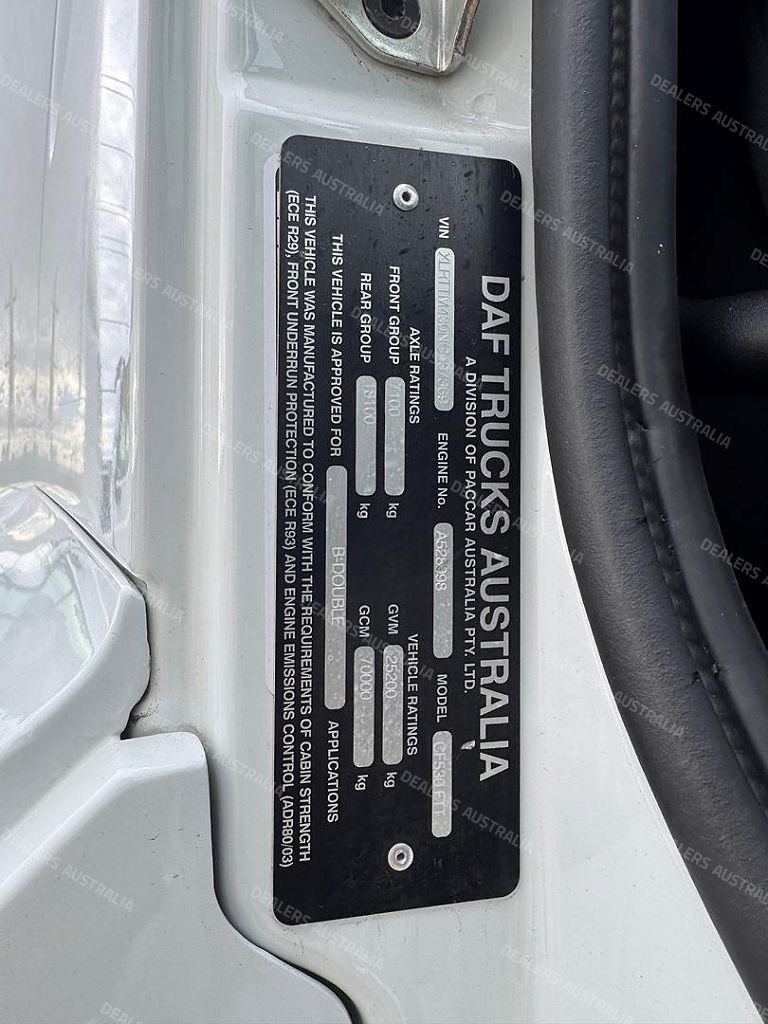 DAF TRUCKS AUSTRALIA
A DIVISION OF PACCAR AUSTRALIA PTY. LTD.
VIN ENGINE No. A528098 MODEL CF530 FTT
AXLE RATINGS VEHICLE RATINGS
FRONT GROUP 7100 kg GVM 25200 kg
REAR GROUP kg GCM 70000 kg
THIS VEHICLE IS APPROVED FOR B-DOUBLE APPLICATIONS
THIS VEHICLE WAS MANUFACTURED TO CONFORM WITH THE REQUIREMENTS OF CABIN STRENGTH
(ECE R29), FRONT UNDERRUN PROTECTION (ECE R93) AND ENGINE EMISSIONS CONTROL (ADR80/03)
DEALERS AUSTRALIA